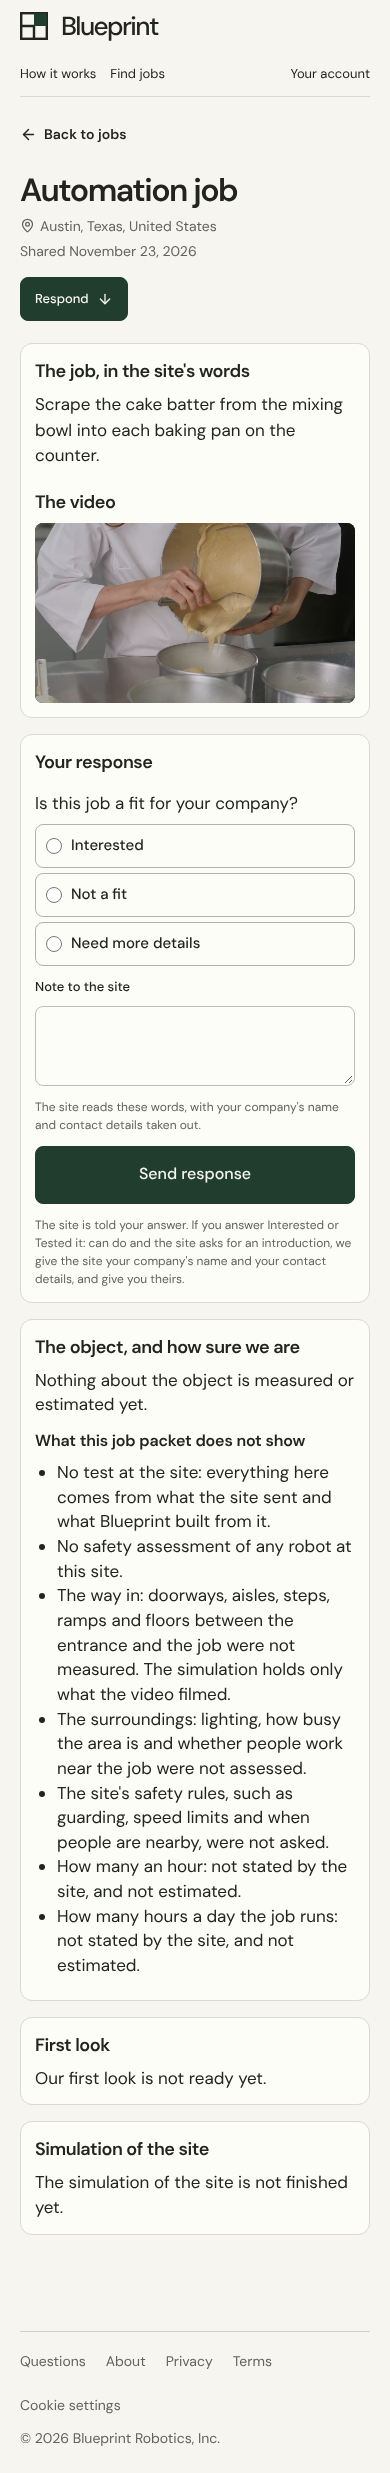 Blueprint
How it works Find jobs Your account
Back to jobs
Automation job
Austin, Texas, United States
Shared November 23, 2026
Respond
The job, in the site's words
Scrape the cake batter from the mixing
bowl into each baking pan on the
counter.
The video
Your response
Is this job a fit for your company?
Interested
Not a fit
Need more details
Note to the site
The site reads these words, with your company's name
and contact details taken out.
Send response
The site is told your answer. If you answer Interested or
Tested it: can do and the site asks for an introduction, we
give the site your company's name and your contact
details, and give you theirs.
The object, and how sure we are
Nothing about the object is measured or
estimated yet.
What this job packet does not show
No test at the site: everything here
comes from what the site sent and
what Blueprint built from it.
No safety assessment of any robot at
this site.
The way in: doorways, aisles, steps,
ramps and floors between the
entrance and the job were not
measured. The simulation holds only
what the video filmed.
The surroundings: lighting, how busy
the area is and whether people work
near the job were not assessed.
The site's safety rules, such as
guarding, speed limits and when
people are nearby, were not asked.
How many an hour: not stated by the
site, and not estimated.
How many hours a day the job runs:
not stated by the site, and not
estimated.
First look
Our first look is not ready yet.
Simulation of the site
The simulation of the site is not finished
yet.
Questions About Privacy Terms
Cookie settings
© 2026 Blueprint Robotics, Inc.